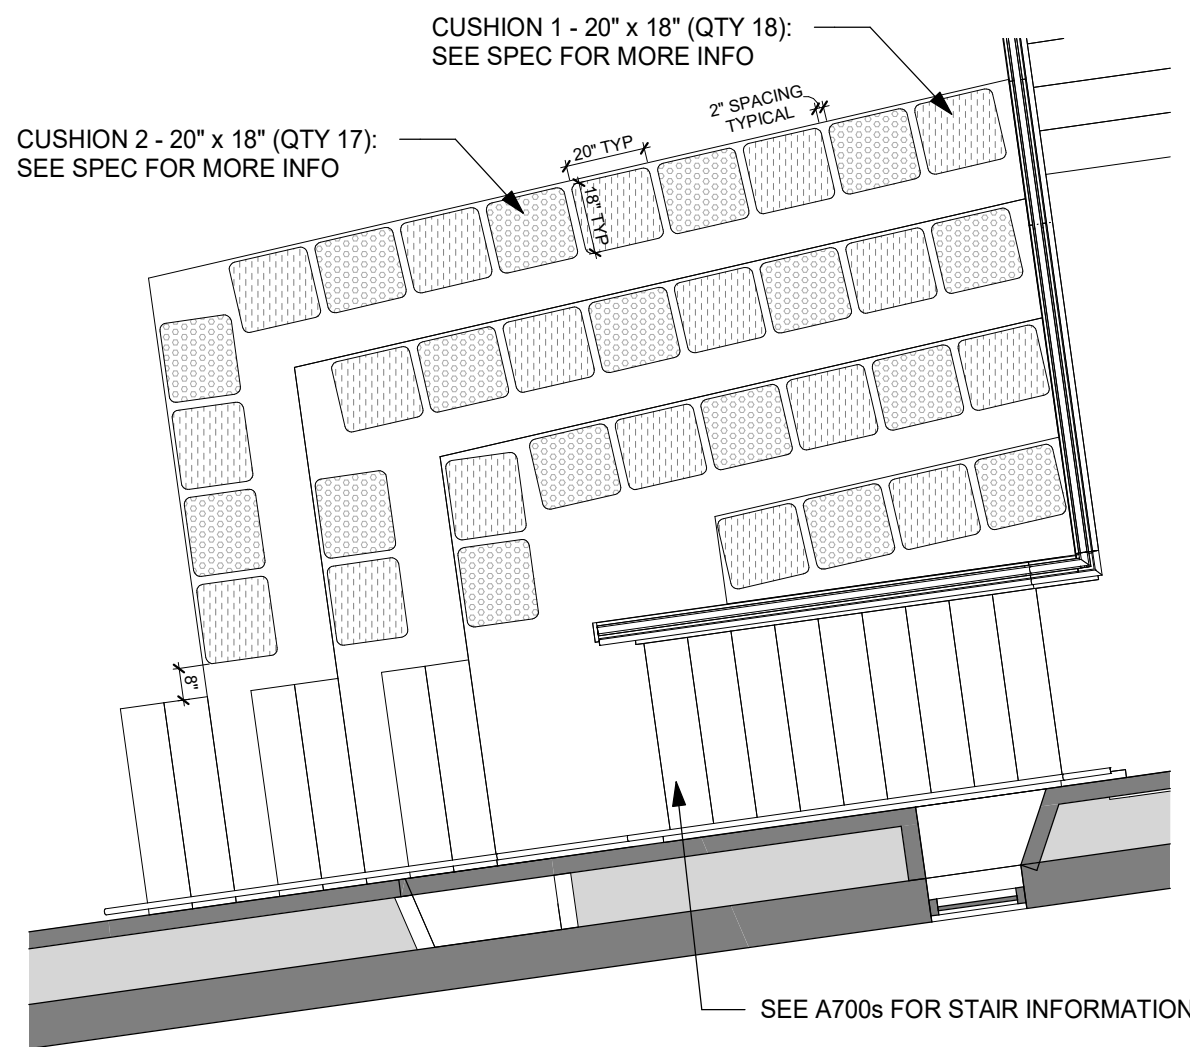 CUSHION 1 - 20" x 18" (QTY 18):
SEE SPEC FOR MORE INFO
2" SPACING
TYPICAL
CUSHION 2 - 20" x 18" (QTY 17):
SEE SPEC FOR MORE INFO
20" TYP
18" TYP
8"
SEE A700s FOR STAIR INFORMATION